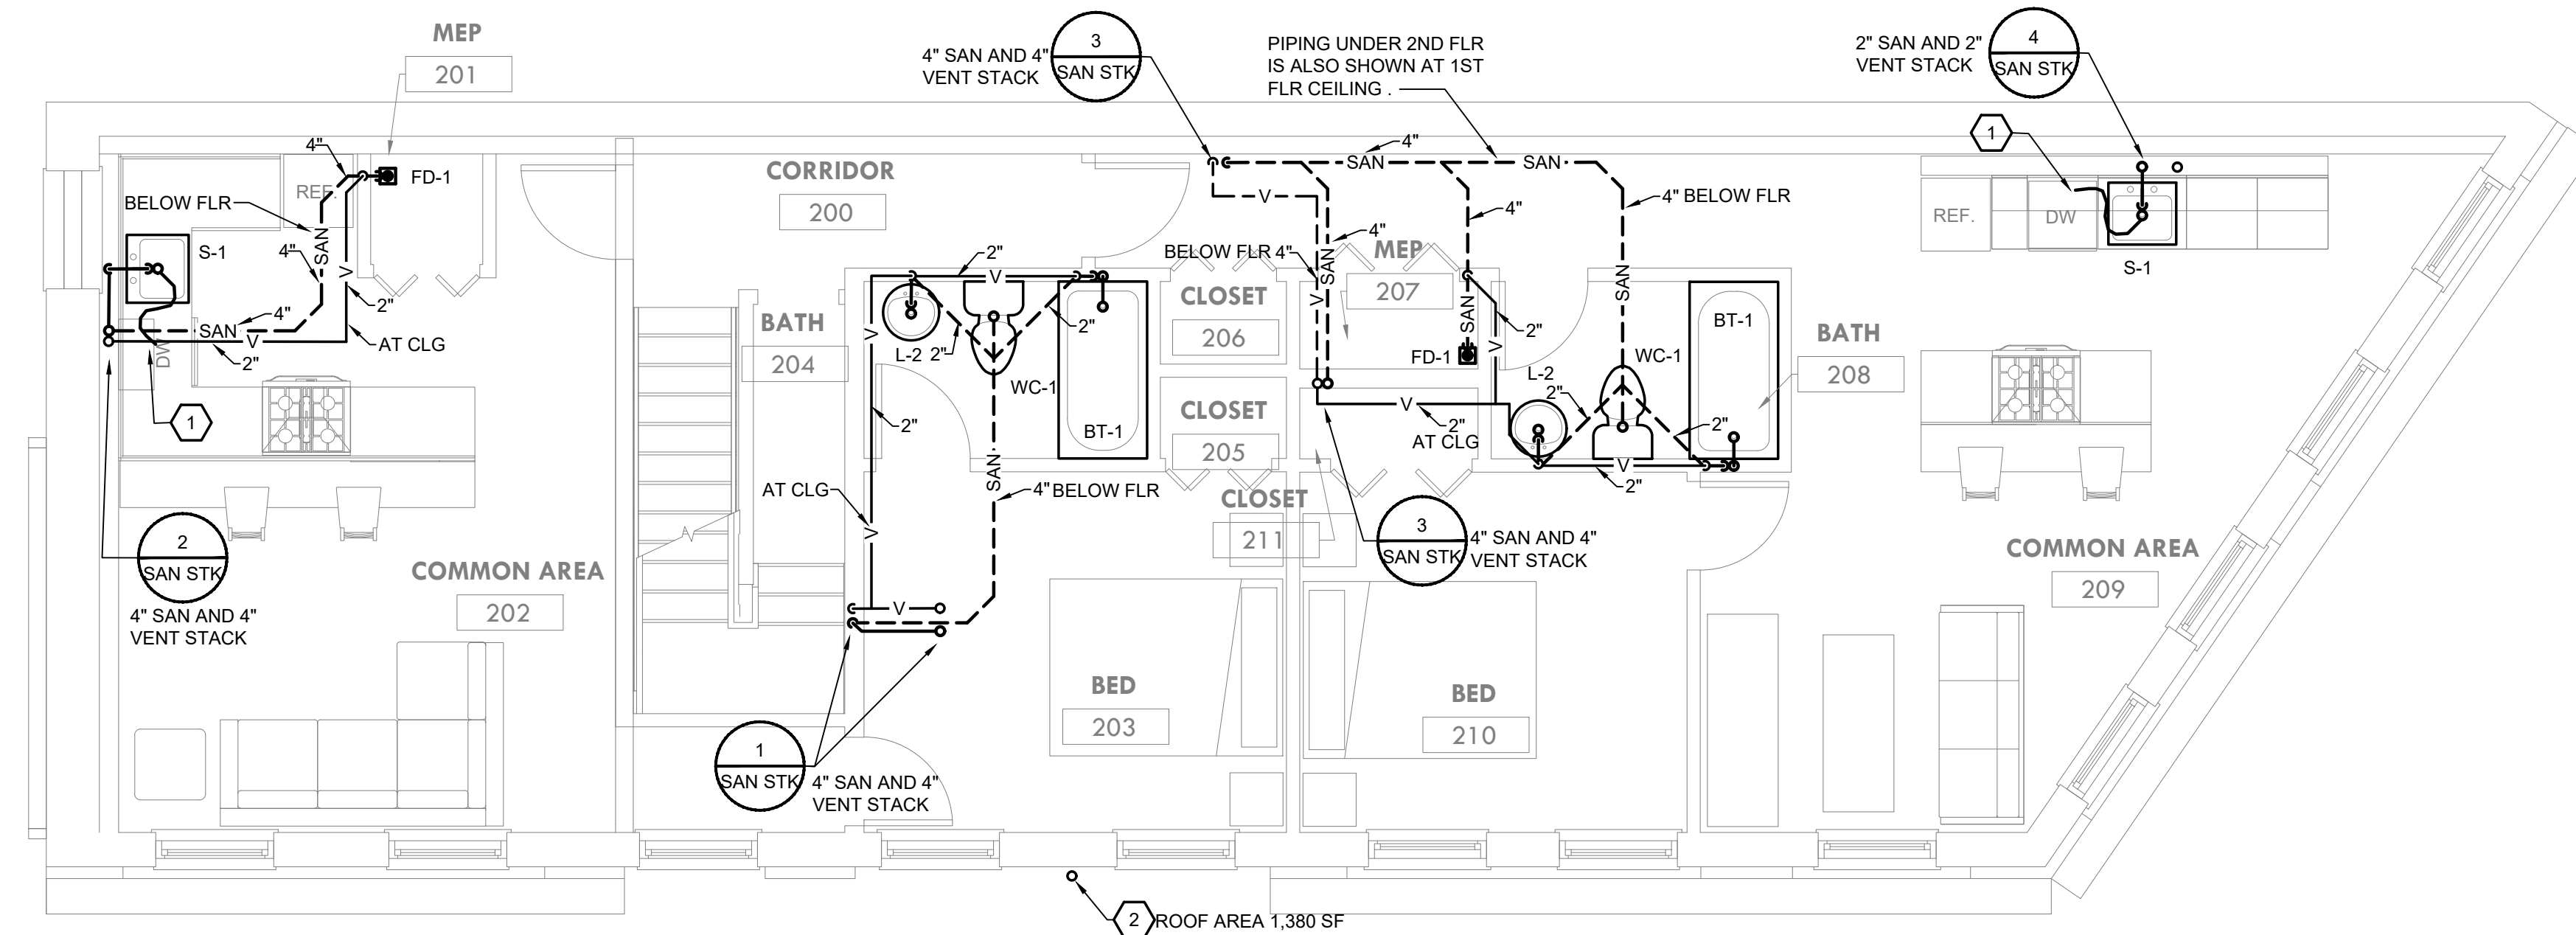 MEP
201
4" SAN AND 4"
VENT STACK
3
SAN STK
PIPING UNDER 2ND FLR
IS ALSO SHOWN AT 1ST
FLR CEILING .
2" SAN AND 2"
VENT STACK
4
SAN STK
1
4"
REF.
FD-1
BELOW FLR
S-1
4"
SAN
V
2"
4"
SAN
V
2"
AT CLG
DW
1
2
SAN STK
4" SAN AND 4"
VENT STACK
COMMON AREA
202
CORRIDOR
200
BATH
204
2"
V
V
L-2
2"
2"
WC-1
BT-1
2"
SAN
AT CLG
4" BELOW FLR
V
V
1
SAN STK
4" SAN AND 4"
VENT STACK
BED
203
CLOSET
206
CLOSET
205
CLOSET
211
4"
SAN
SAN
V
4"
BELOW FLR 4"
SAN
V
MEP
207
4"
4" BELOW FLR
SAN
SAN
2"
V
FD-1
V
2"
AT CLG
L-2
2"
WC-1
2"
V
2"
BT-1
BATH
208
3
SAN STK
4" SAN AND 4"
VENT STACK
BED
210
REF.
DW
S-1
COMMON AREA
209
2
ROOF AREA 1,380 SF